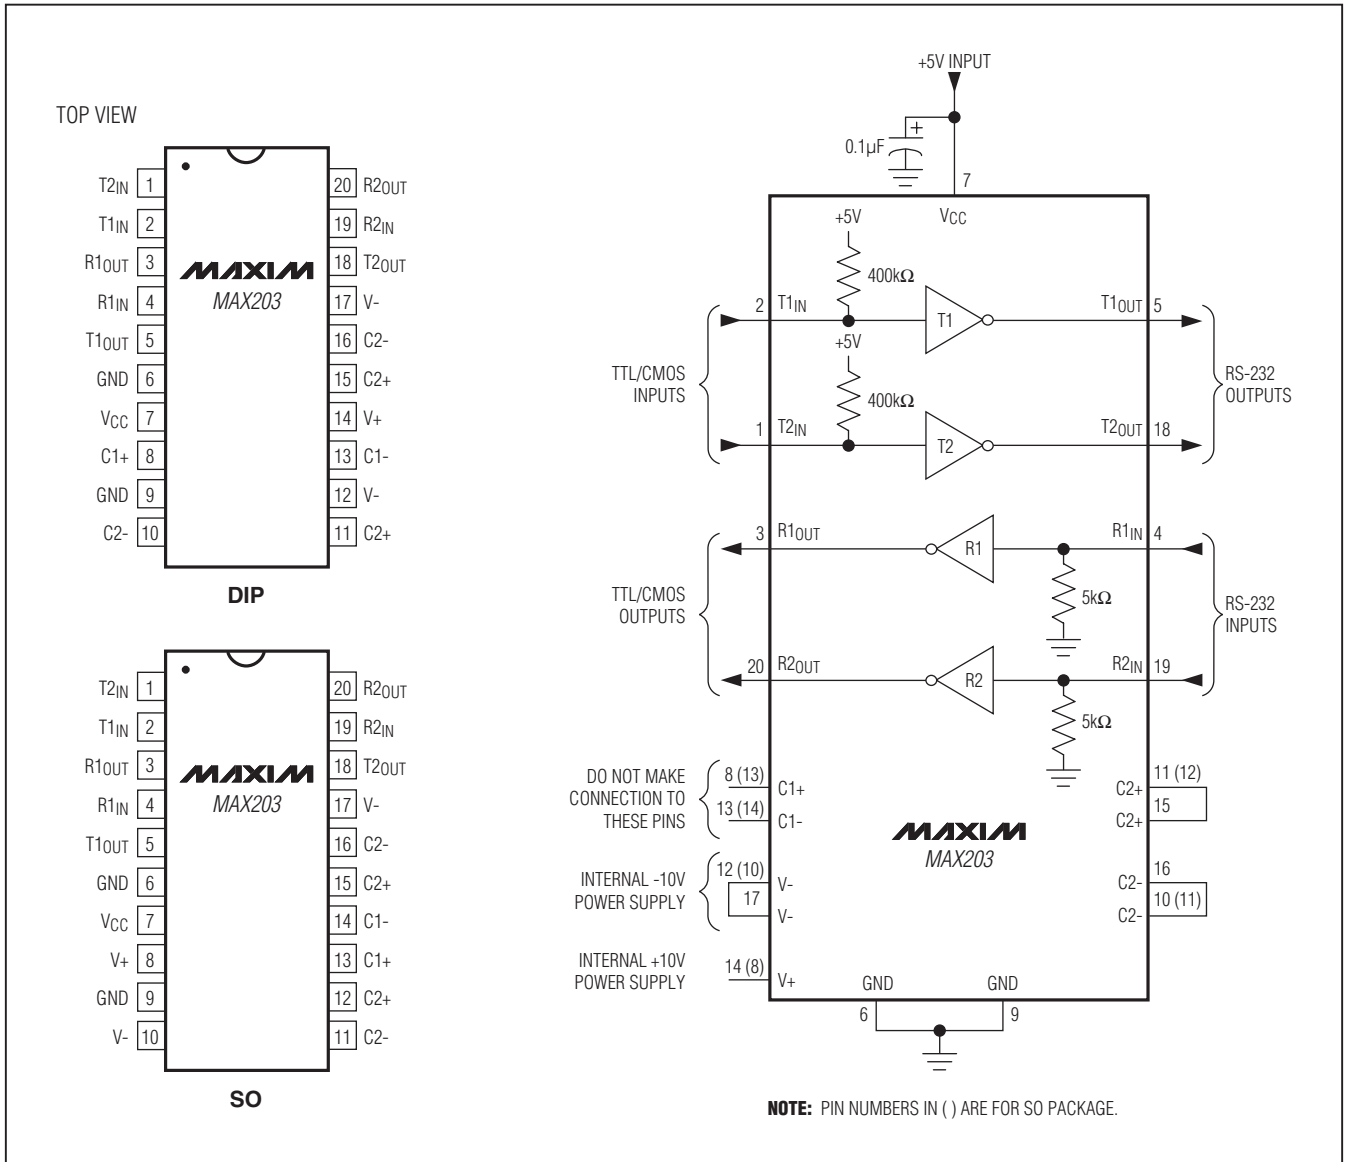 TOP VIEW
T2IN 1
T1IN 2
R1OUT 3
R1IN 4
T1OUT 5
GND 6
VCC 7
C1+ 8
GND 9
C2- 10
20 R2OUT
19 R2IN
18 T2OUT
17 V-
16 C2-
15 C2+
14 V+
13 C1-
12 V-
11 C2+
MAXIM
MAX203
DIP
T2IN 1
T1IN 2
R1OUT 3
R1IN 4
T1OUT 5
GND 6
VCC 7
V+ 8
GND 9
V- 10
20 R2OUT
19 R2IN
18 T2OUT
17 V-
16 C2-
15 C2+
14 C1-
13 C1+
12 C2+
11 C2-
MAXIM
MAX203
SO
+5V INPUT
0.1µF
+
7
VCC
+5V
400kΩ
2 T1IN
T1
T1OUT 5
+5V
400kΩ
1 T2IN
T2
T2OUT 18
TTL/CMOS
INPUTS
RS-232
OUTPUTS
3 R1OUT
R1
R1IN 4
5kΩ
20 R2OUT
R2
R2IN 19
5kΩ
TTL/CMOS
OUTPUTS
RS-232
INPUTS
DO NOT MAKE
CONNECTION TO
THESE PINS
8 (13)
C1+
13 (14)
C1-
INTERNAL -10V
POWER SUPPLY
12 (10)
V-
17
V-
INTERNAL +10V
POWER SUPPLY
14 (8)
V+
11 (12)
C2+
15
C2+
16
C2-
10 (11)
C2-
MAXIM
MAX203
GND
GND
6
9
NOTE: PIN NUMBERS IN ( ) ARE FOR SO PACKAGE.